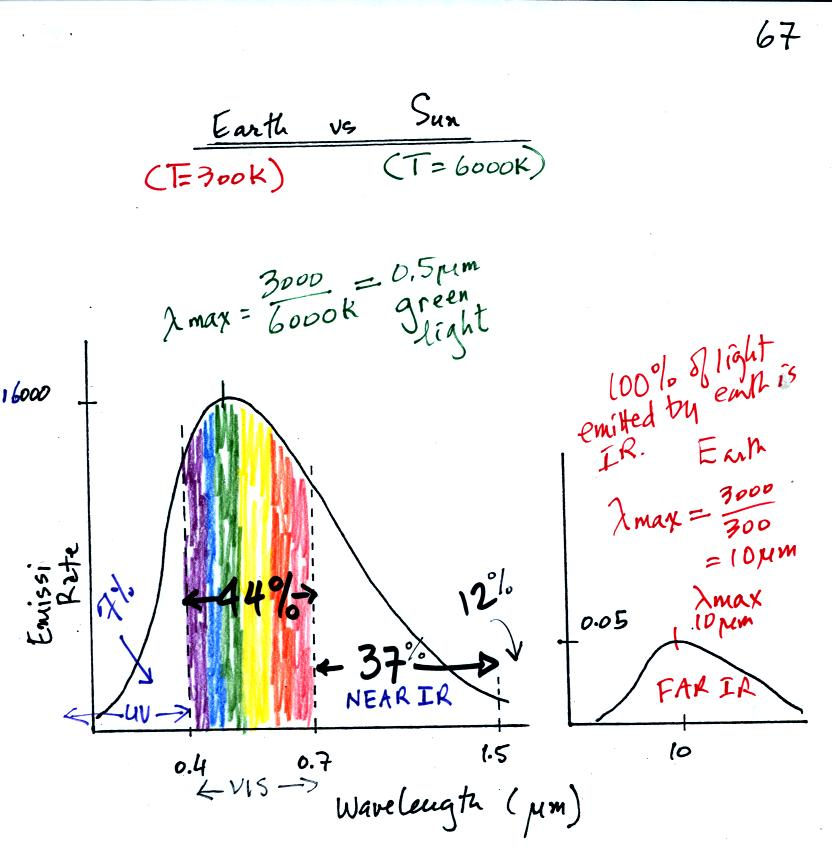 67
Earth vs Sun
(T=300K) (T=6000K)
λmax = 3000/6000K = 0.5μm
green
light
16000
Emissi
Rate
7%
UV
44%
37%
NEAR IR
12%
0.4 0.7 1.5
← VIS →
Wavelength (μm)
100% of light
emitted by earth is
IR. Earth
λmax = 3000/300
= 10μm
λmax
10μm
0.05
FAR IR
10